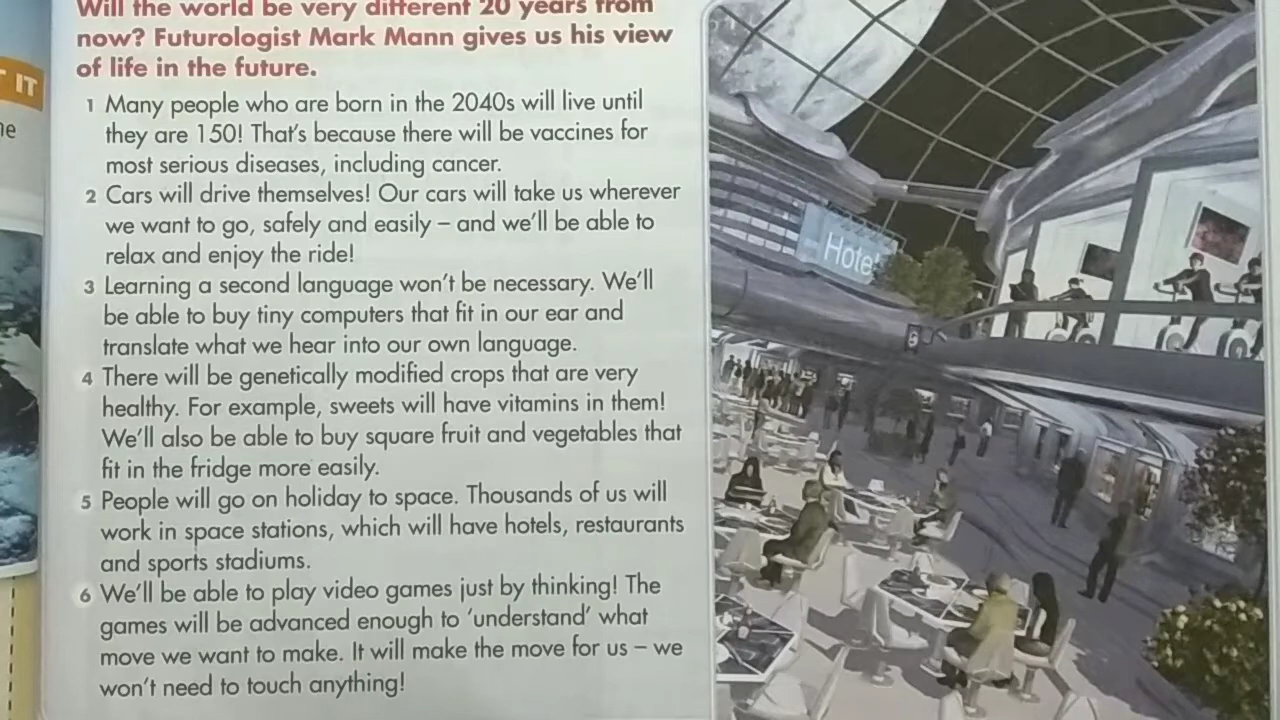 Will the world be very different 20 years from
now? Futurologist Mark Mann gives us his view
of life in the future.
1 Many people who are born in the 2040s will live until
they are 150! That's because there will be vaccines for
most serious diseases, including cancer.
2 Cars will drive themselves! Our cars will take us wherever
we want to go, safely and easily – and we'll be able to
relax and enjoy the ride!
3 Learning a second language won't be necessary. We'll
be able to buy tiny computers that fit in our ear and
translate what we hear into our own language.
4 There will be genetically modified crops that are very
healthy. For example, sweets will have vitamins in them!
We'll also be able to buy square fruit and vegetables that
fit in the fridge more easily.
5 People will go on holiday to space. Thousands of us will
work in space stations, which will have hotels, restaurants
and sports stadiums.
6 We'll be able to play video games just by thinking! The
games will be advanced enough to 'understand' what
move we want to make. It will make the move for us – we
won't need to touch anything!
IT
Hotel